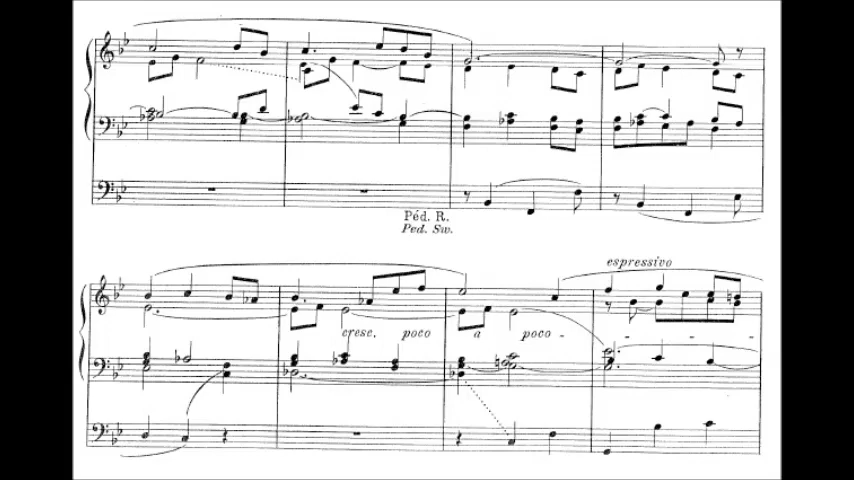 Péd. R.
Ped. Sw.
espressivo
cresc. poco a poco -